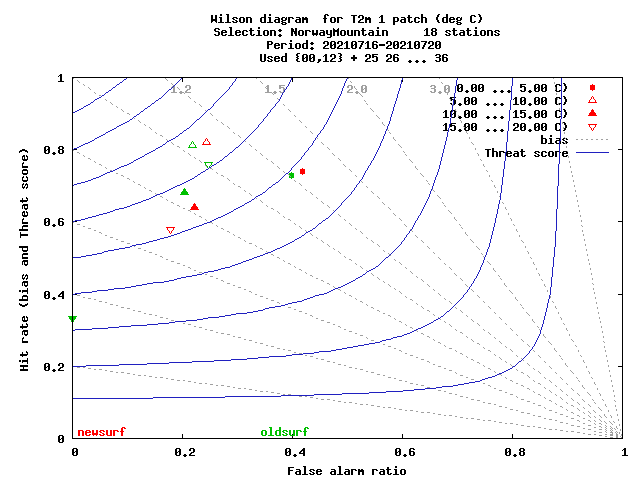 Wilson diagram  for T2m 1 patch (deg C)
Selection: NorwayMountain     18 stations
Period: 20210716-20210720
Used {00,12} + 25 26 ... 36
Hit rate (bias and Threat score)
1
0.8
0.6
0.4
0.2
0
1.2
1.5
2.0
3.0
0.00 ... 5.00 C)
5.00 ... 10.00 C)
10.00 ... 15.00 C)
15.00 ... 20.00 C)
bias
Threat score
newsurf
oldsurf
0
0.2
0.4
0.6
0.8
1
False alarm ratio